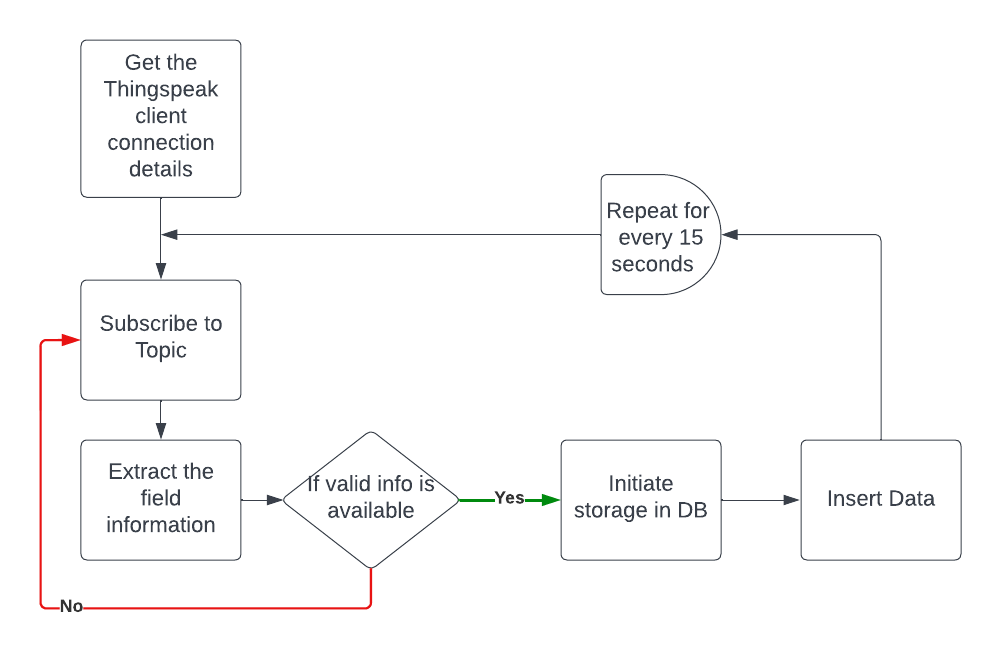 Get the
Thingspeak
client
connection
details
Repeat for
every 15
seconds
Subscribe to
Topic
Extract the
field
information
If valid info is
available
Yes
Initiate
storage in DB
Insert Data
No